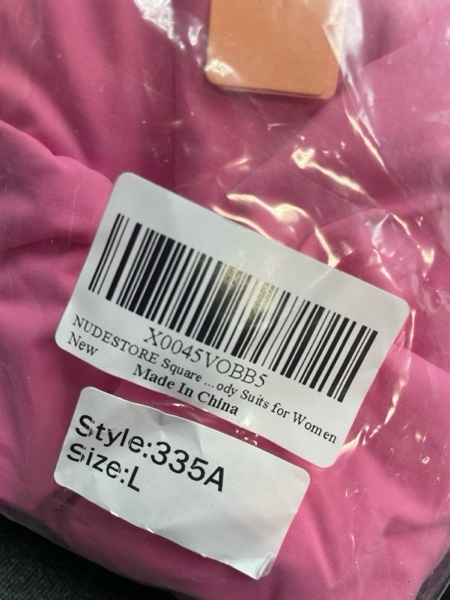 X0045VOBB5
NUDESTORE Square ...ody Suits for Women
New
Made In China
Style:335A
Size:L